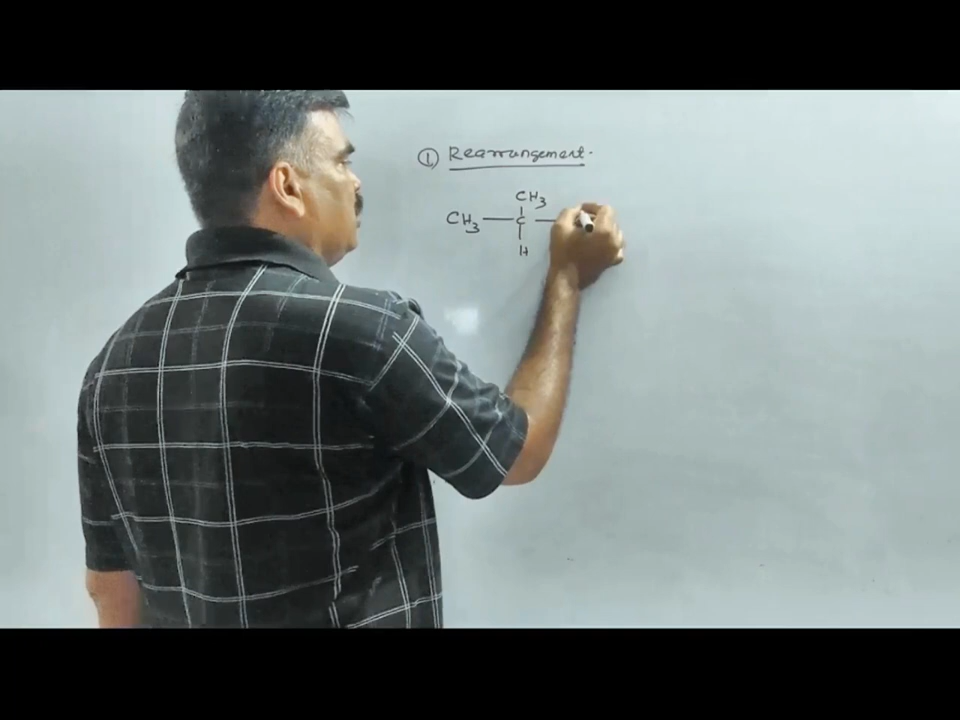 ① Rearrangement.
CH3
CH3 — C —
H